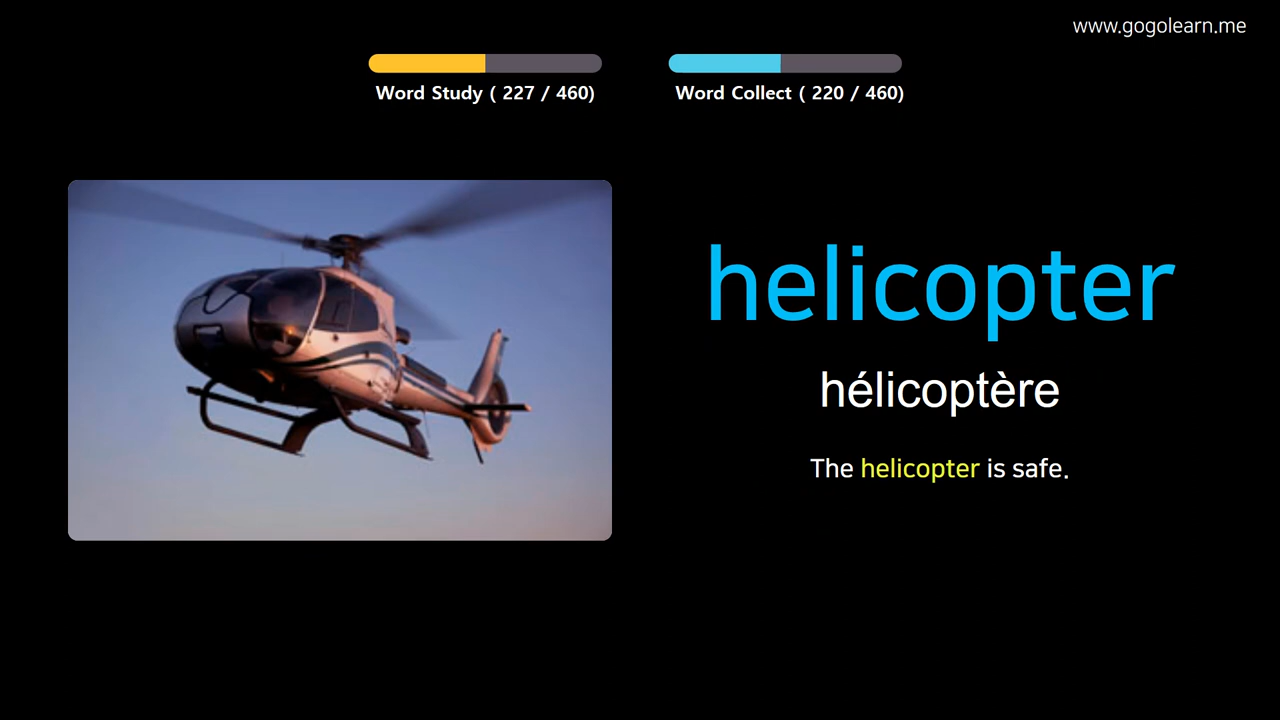 www.gogolearn.me
Word Study ( 227 / 460)
Word Collect ( 220 / 460)
helicopter
hélicoptère
The helicopter is safe.